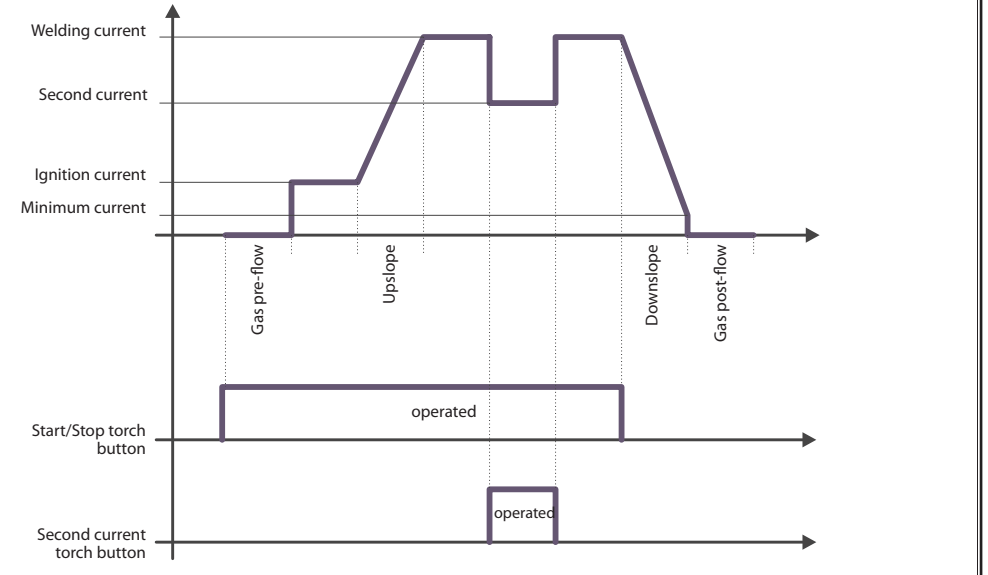 Welding current
Second current
Ignition current
Minimum current
Gas pre-flow
Upslope
Downslope
Gas post-flow
operated
Start/Stop torch
button
operated
Second current
torch button